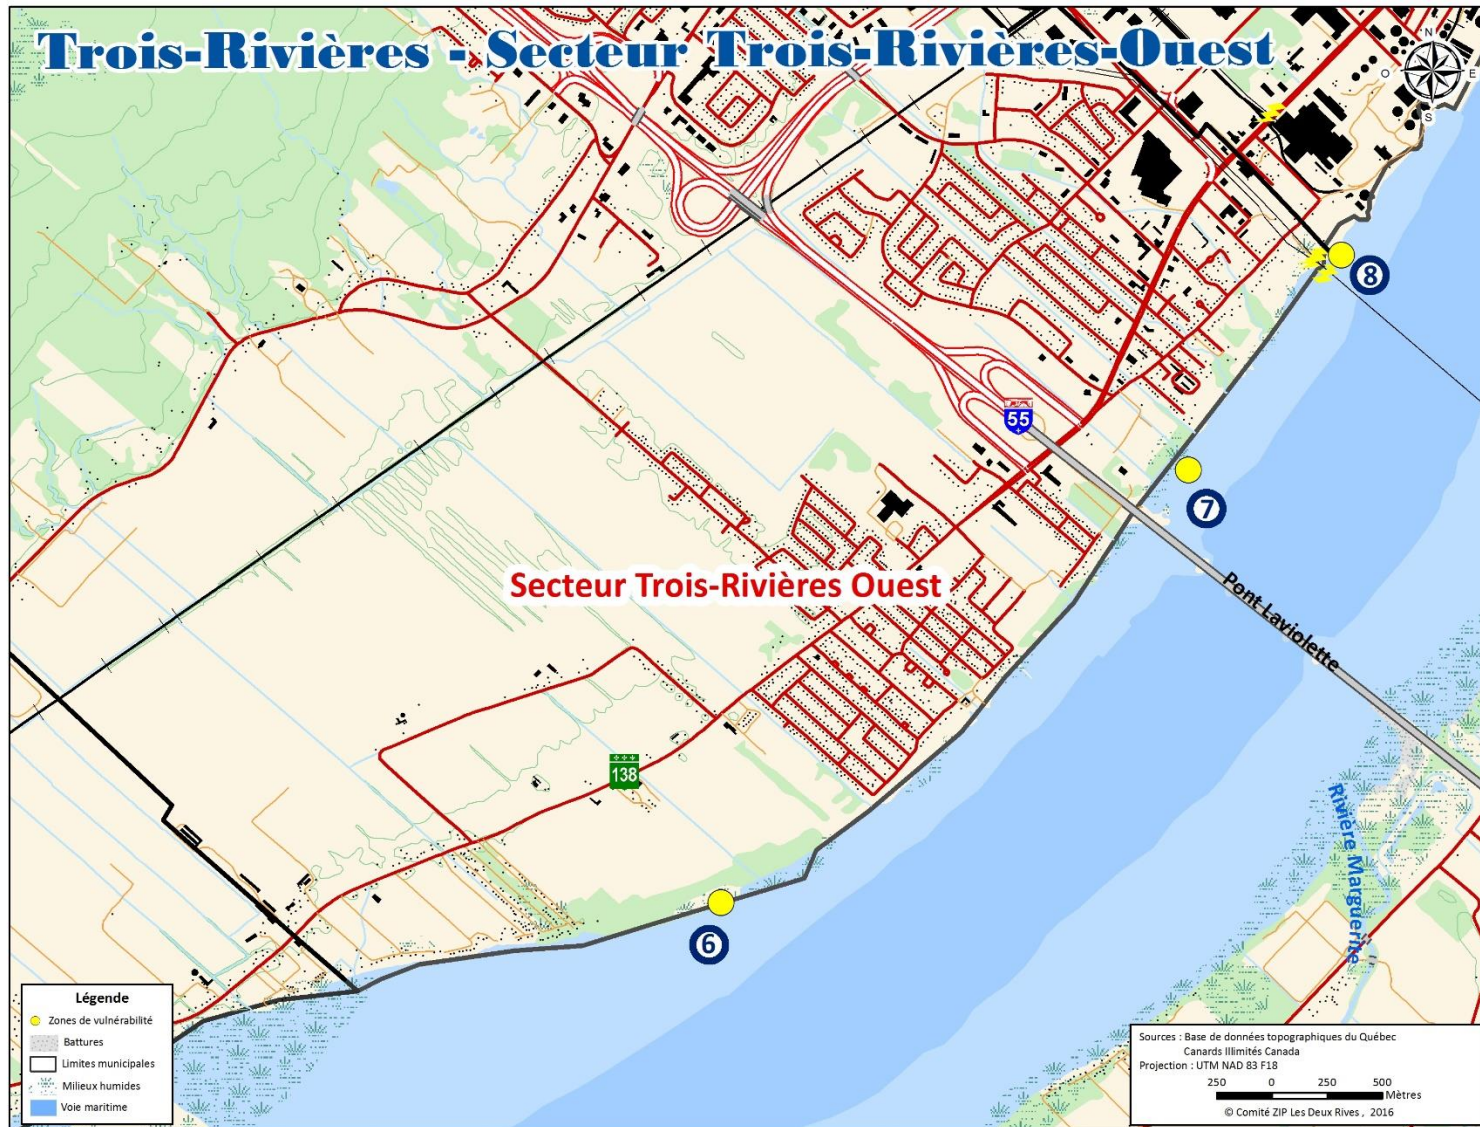 Trois-Rivières - Secteur Trois-Rivières-Ouest
N
O
E
S
8
55
7
Pont Laviolette
Secteur Trois-Rivières Ouest
138
Rivière Marguerite
6
Légende
Zones de vulnérabilité
Battures
Limites municipales
Milieux humides
Voie maritime
Sources : Base de données topographiques du Québec
Canards Illimités Canada
Projection : UTM NAD 83 F18
250 0 250 500
Mètres
© Comité ZIP Les Deux Rives , 2016